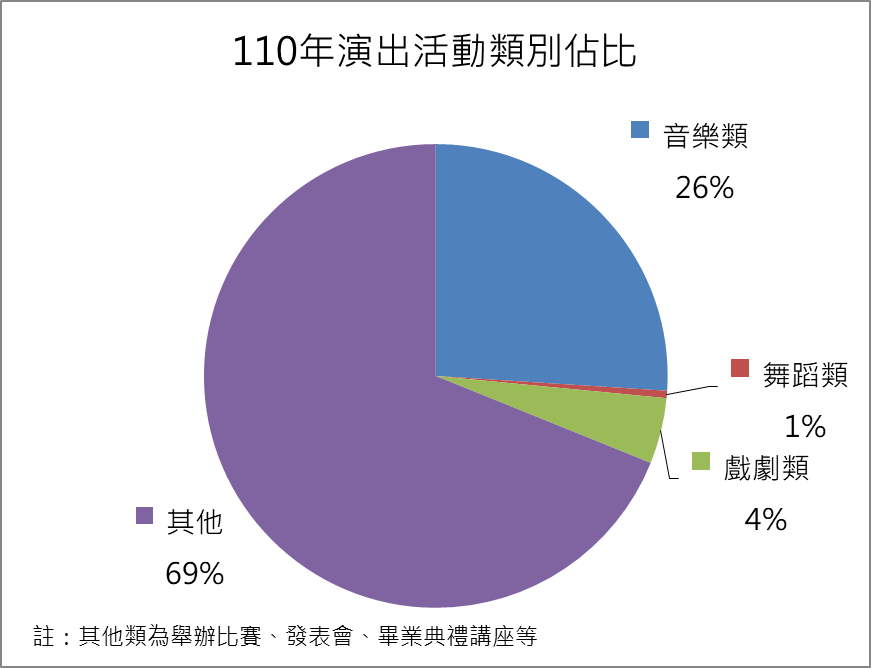 110年演出活動類別佔比
音樂類
26%
舞蹈類
1%
戲劇類
4%
其他
69%
註：其他類為舉辦比賽、發表會、畢業典禮講座等